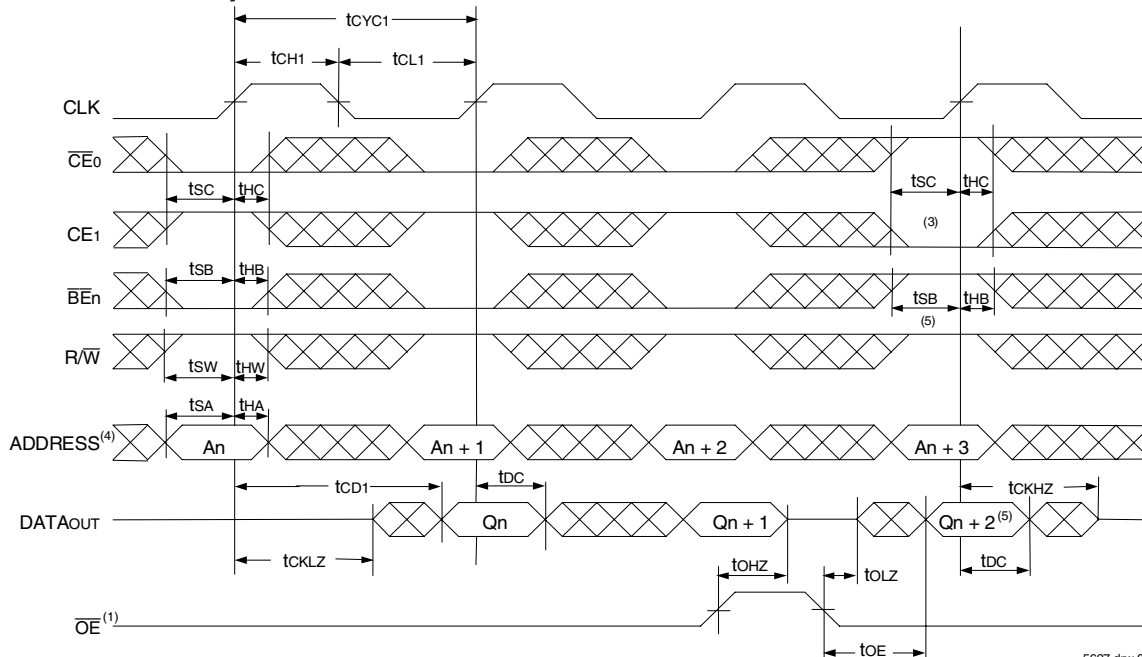 tCYC1
tCH1 tCL1
CLK
CE0
tSC tHC tSC tHC
CE1 (3)
tSB tHB
BEn tSB tHB
(5)
R/W
tSW tHW
tSA tHA
ADDRESS(4) An An + 1 An + 2 An + 3
tCD1 tDC tCKHZ
DATAOUT Qn Qn + 1 Qn + 2(5)
tCKLZ tOHZ tOLZ tDC
OE(1)
tOE